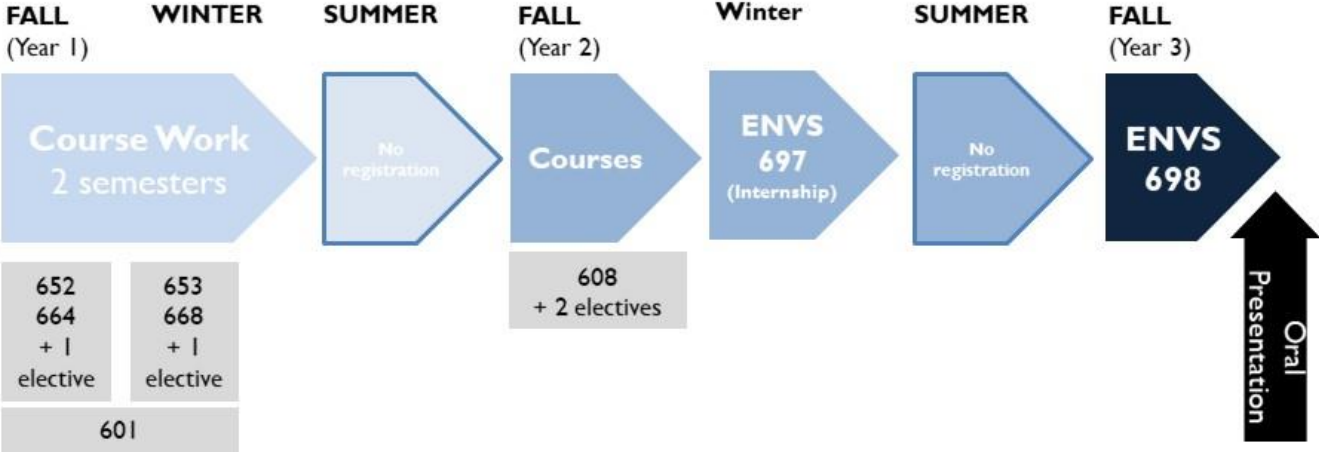 FALL
(Year 1)
WINTER
SUMMER
FALL
(Year 2)
Winter
SUMMER
FALL
(Year 3)
Course Work
2 semesters
No
registration
Courses
ENVS
697
(Internship)
No
registration
ENVS
698
652
664
+ 1
elective
653
668
+ 1
elective
601
608
+ 2 electives
Oral
Presentation